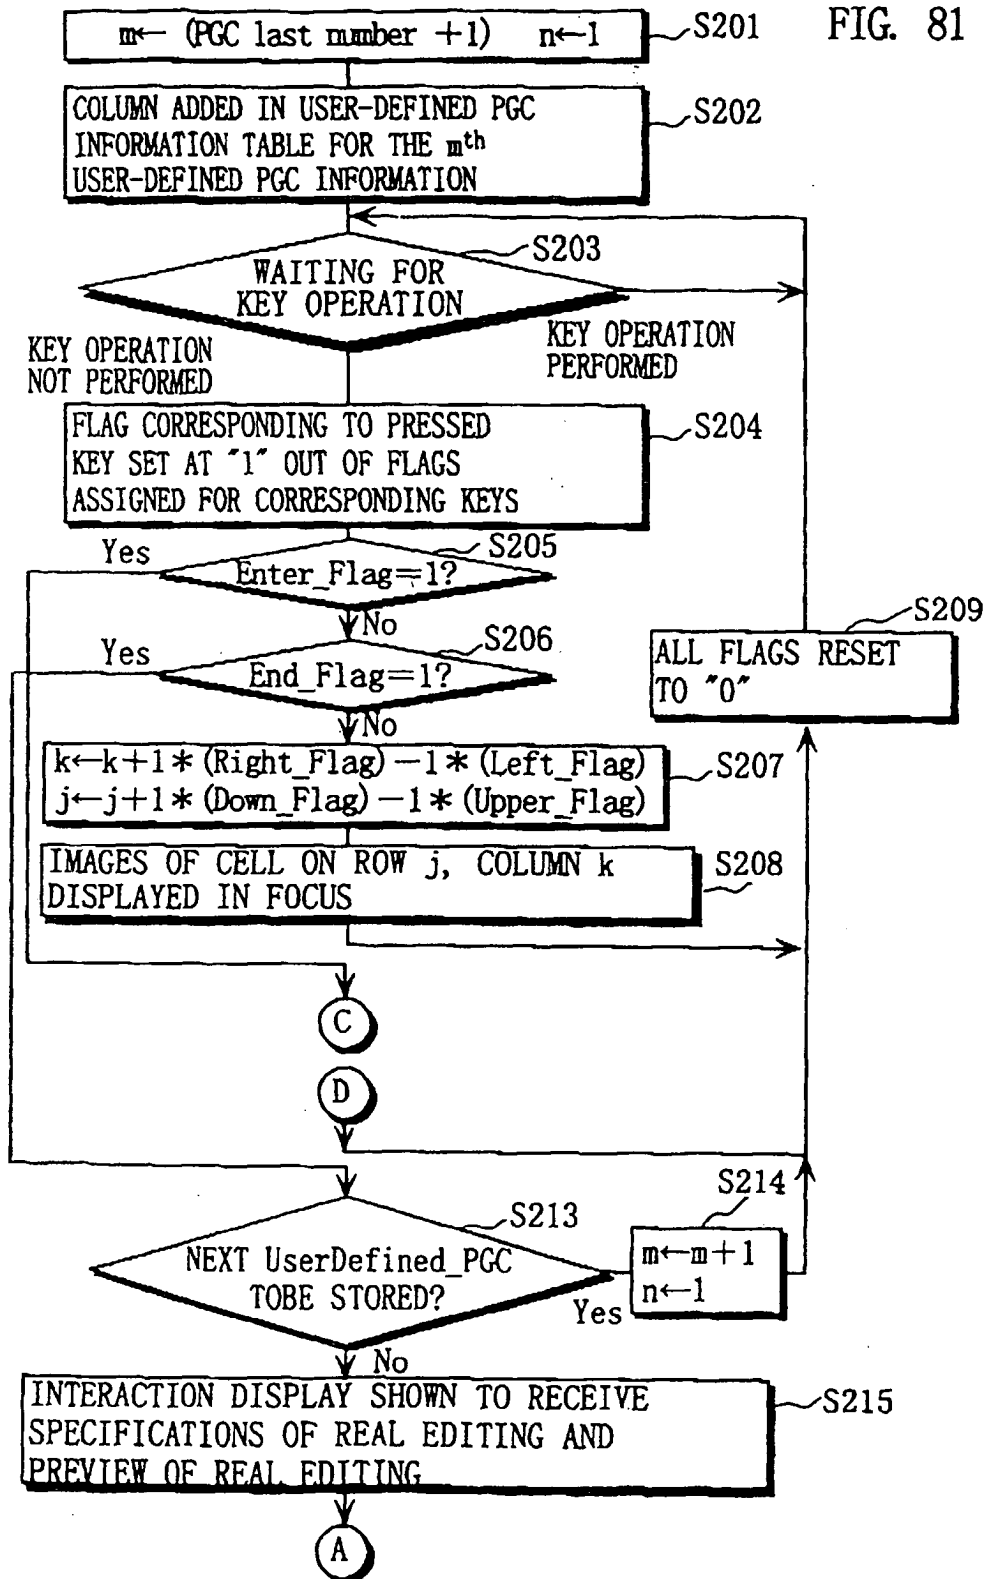 FIG. 81
m← (PGC last number +1) n←1
S201
COLUMN ADDED IN USER-DEFINED PGC
INFORMATION TABLE FOR THE mth
USER-DEFINED PGC INFORMATION
S202
S203
WAITING FOR
KEY OPERATION
KEY OPERATION
NOT PERFORMED
KEY OPERATION
PERFORMED
FLAG CORRESPONDING TO PRESSED
KEY SET AT "1" OUT OF FLAGS
ASSIGNED FOR CORRESPONDING KEYS
S204
Yes
S205
Enter_Flag=1?
No
Yes
S206
End_Flag=1?
No
S209
ALL FLAGS RESET
TO "0"
k←k+1*(Right_Flag)-1*(Left_Flag)
j←j+1*(Down_Flag)-1*(Upper_Flag)
S207
IMAGES OF CELL ON ROW j, COLUMN k
DISPLAYED IN FOCUS
S208
C
D
S213
NEXT UserDefined_PGC
TOBE STORED?
Yes
S214
m←m+1
n←1
No
INTERACTION DISPLAY SHOWN TO RECEIVE
SPECIFICATIONS OF REAL EDITING AND
PREVIEW OF REAL EDITING
S215
A